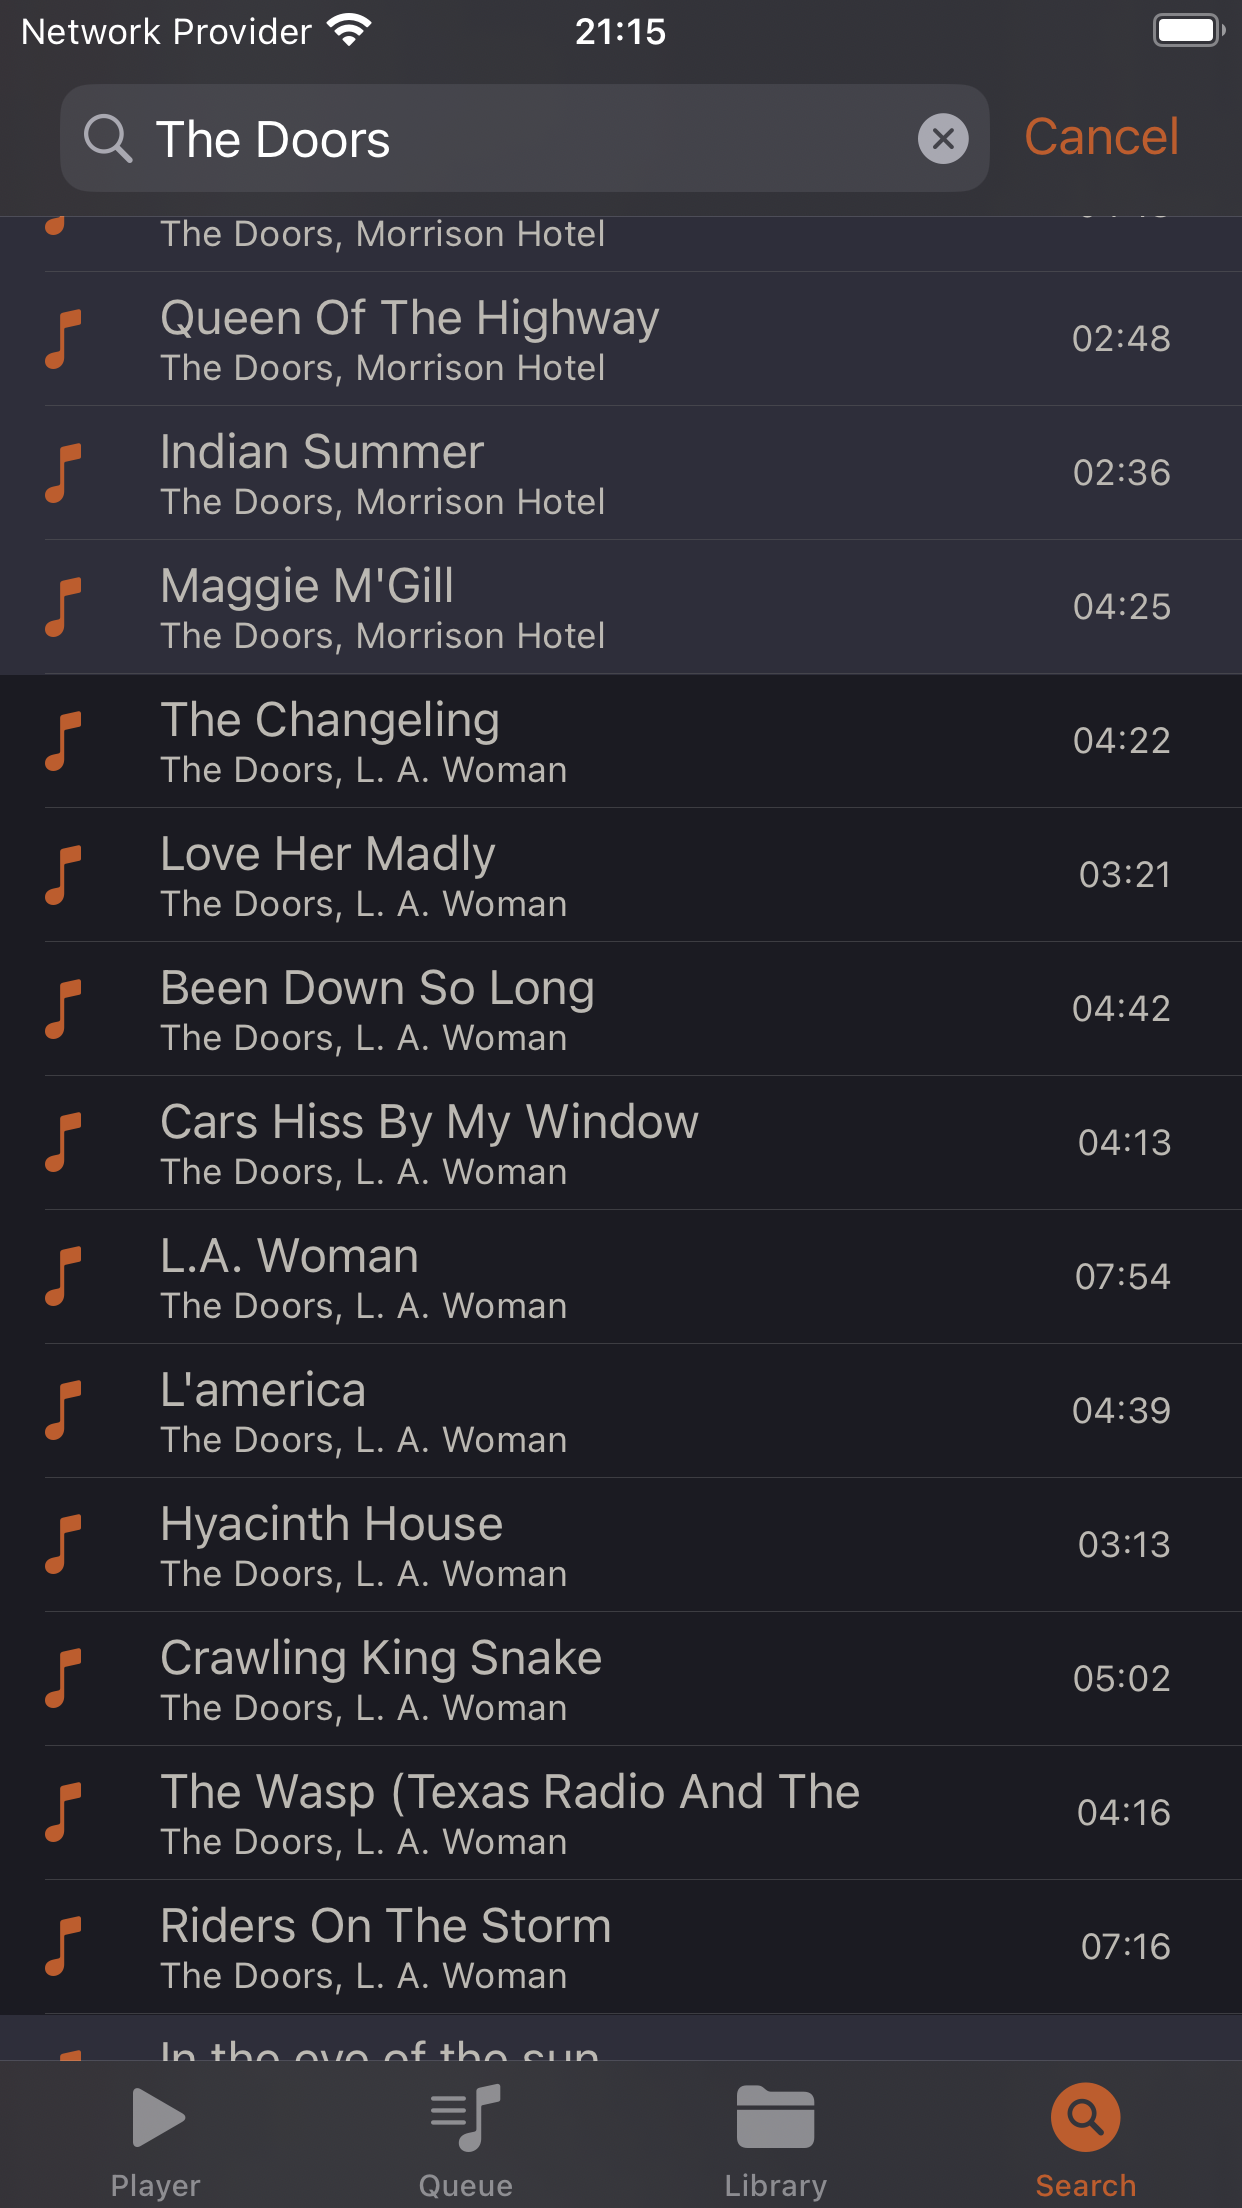 Network Provider 21:15
The Doors Cancel
The Doors, Morrison Hotel
Queen Of The Highway
The Doors, Morrison Hotel
02:48
Indian Summer
The Doors, Morrison Hotel
02:36
Maggie M'Gill
The Doors, Morrison Hotel
04:25
The Changeling
The Doors, L. A. Woman
04:22
Love Her Madly
The Doors, L. A. Woman
03:21
Been Down So Long
The Doors, L. A. Woman
04:42
Cars Hiss By My Window
The Doors, L. A. Woman
04:13
L.A. Woman
The Doors, L. A. Woman
07:54
L'america
The Doors, L. A. Woman
04:39
Hyacinth House
The Doors, L. A. Woman
03:13
Crawling King Snake
The Doors, L. A. Woman
05:02
The Wasp (Texas Radio And The
The Doors, L. A. Woman
04:16
Riders On The Storm
The Doors, L. A. Woman
07:16
In the eye of the sun
Player Queue Library Search